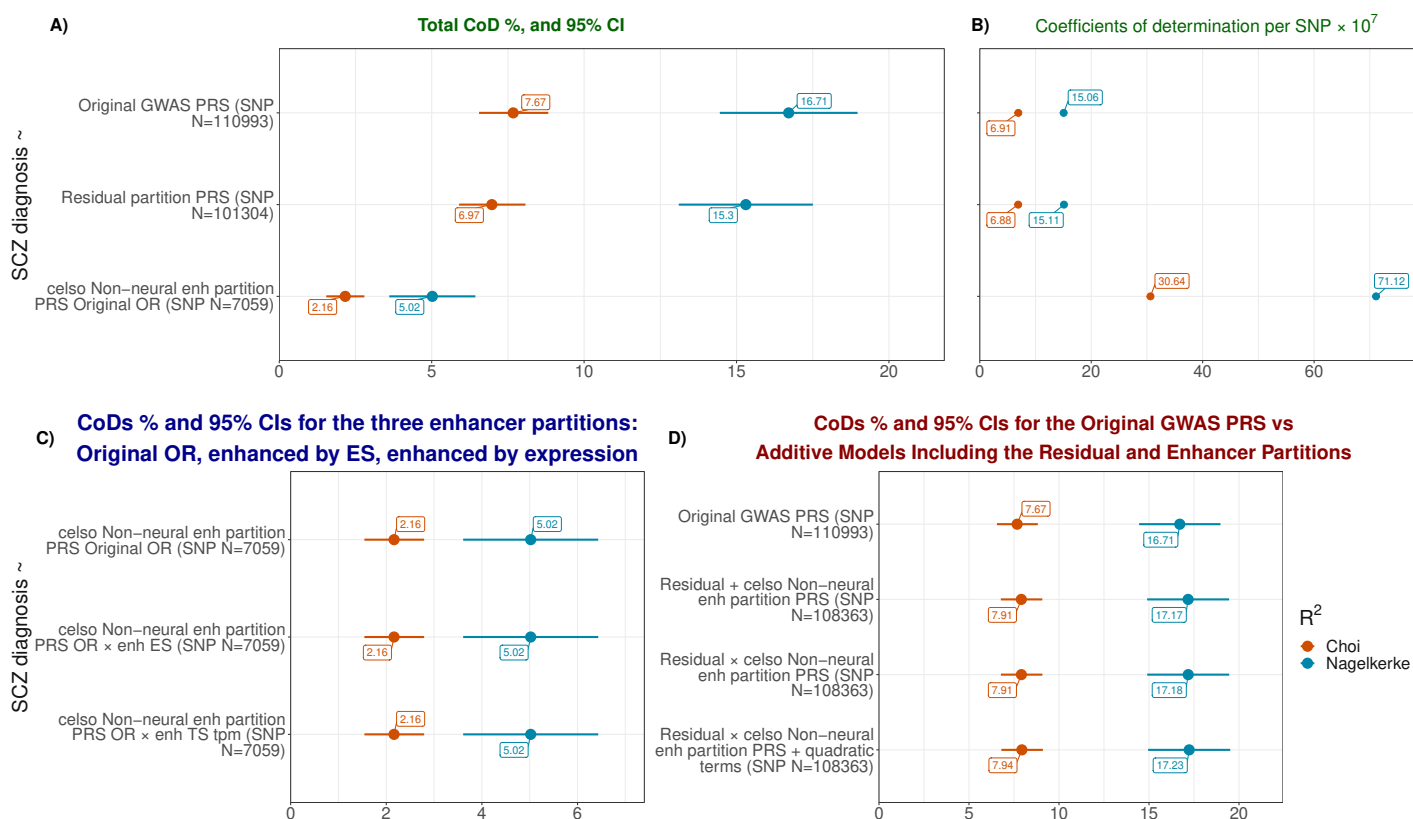 A)
Total CoD %, and 95% CI
SCZ diagnosis ~
Original GWAS PRS (SNP
N=110993)
7.67
16.71
Residual partition PRS (SNP
N=101304)
6.97
15.3
celso Non−neural enh partition
PRS Original OR (SNP N=7059)
2.16
5.02
0 5 10 15 20
B)
Coefficients of determination per SNP × 10^7
6.91
15.06
6.88
15.11
30.64
71.12
0 20 40 60
C)
CoDs % and 95% CIs for the three enhancer partitions:
Original OR, enhanced by ES, enhanced by expression
SCZ diagnosis ~
celso Non−neural enh partition
PRS Original OR (SNP N=7059)
2.16
5.02
celso Non−neural enh partition
PRS OR × enh ES (SNP N=7059)
2.16
5.02
celso Non−neural enh partition
PRS OR × enh TS tpm (SNP
N=7059)
2.16
5.02
0 2 4 6
D)
CoDs % and 95% CIs for the Original GWAS PRS vs
Additive Models Including the Residual and Enhancer Partitions
Original GWAS PRS (SNP
N=110993)
7.67
16.71
Residual + celso Non−neural
enh partition PRS (SNP
N=108363)
7.91
17.17
Residual × celso Non−neural
enh partition PRS (SNP
N=108363)
7.91
17.18
Residual × celso Non−neural
enh partition PRS + quadratic
terms (SNP N=108363)
7.94
17.23
0 5 10 15 20
R^2
Choi
Nagelkerke